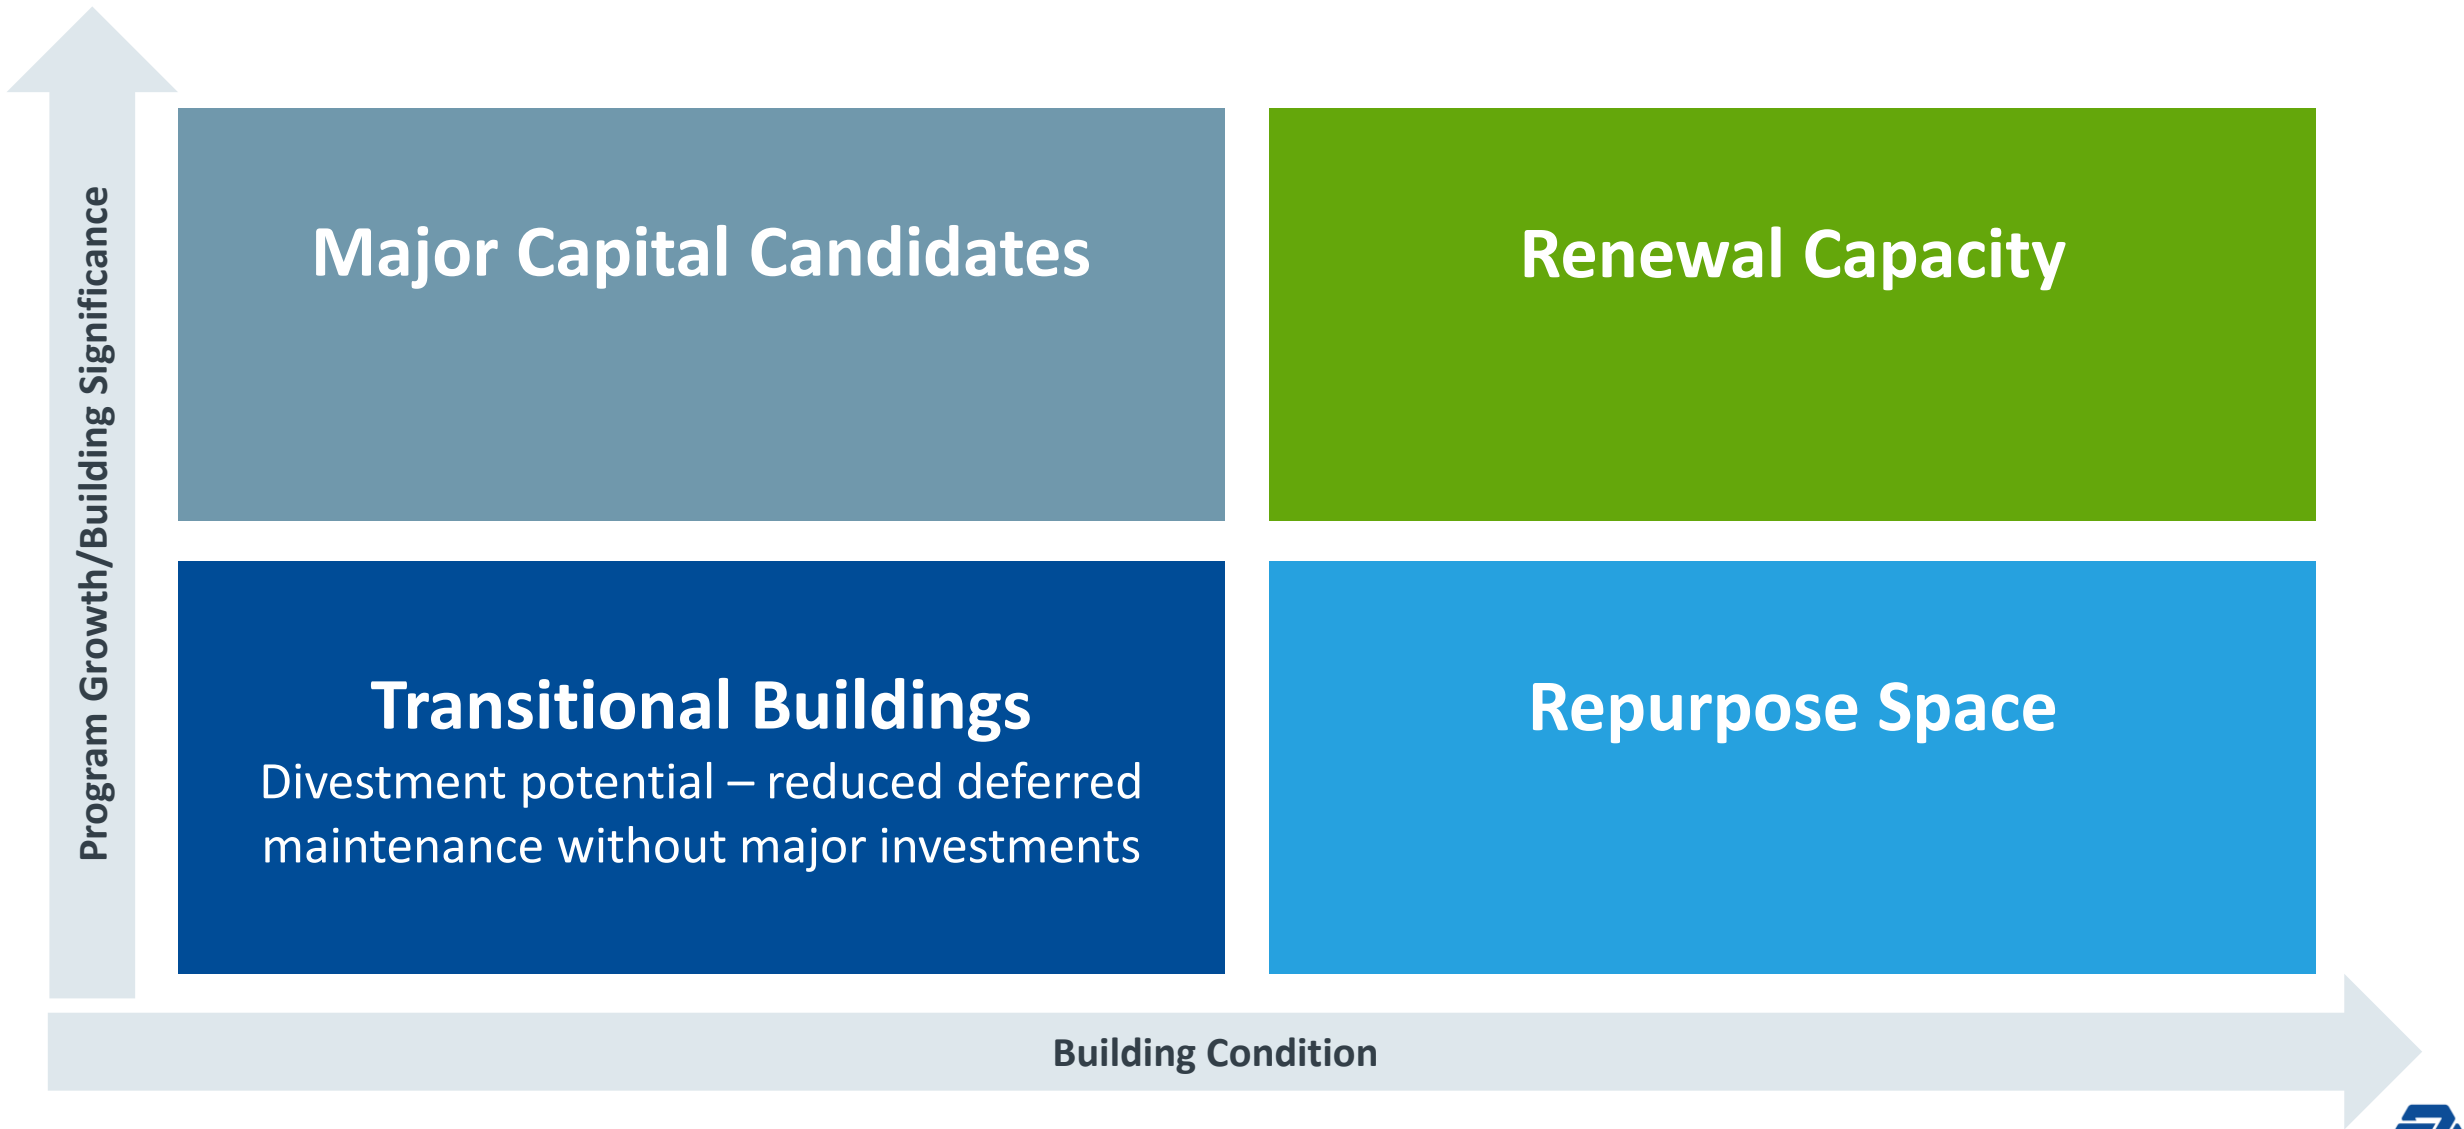 Program Growth/Building Significance
Major Capital Candidates
Renewal Capacity
Transitional Buildings
Divestment potential – reduced deferred
maintenance without major investments
Repurpose Space
Building Condition